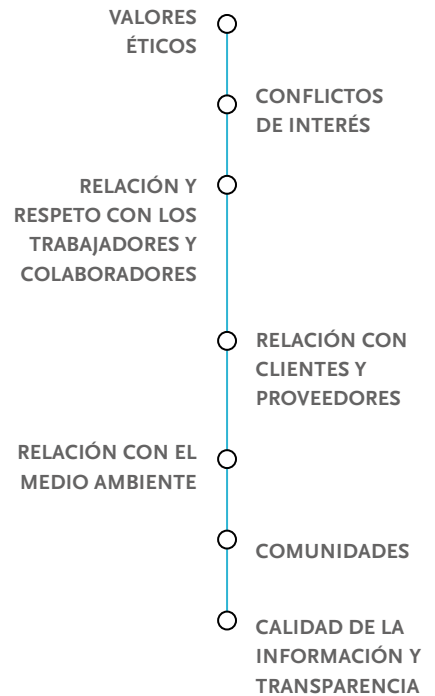 VALORES
ÉTICOS
CONFLICTOS
DE INTERÉS
RELACIÓN Y
RESPETO CON LOS
TRABAJADORES Y
COLABORADORES
RELACIÓN CON
CLIENTES Y
PROVEEDORES
RELACIÓN CON EL
MEDIO AMBIENTE
COMUNIDADES
CALIDAD DE LA
INFORMACIÓN Y
TRANSPARENCIA